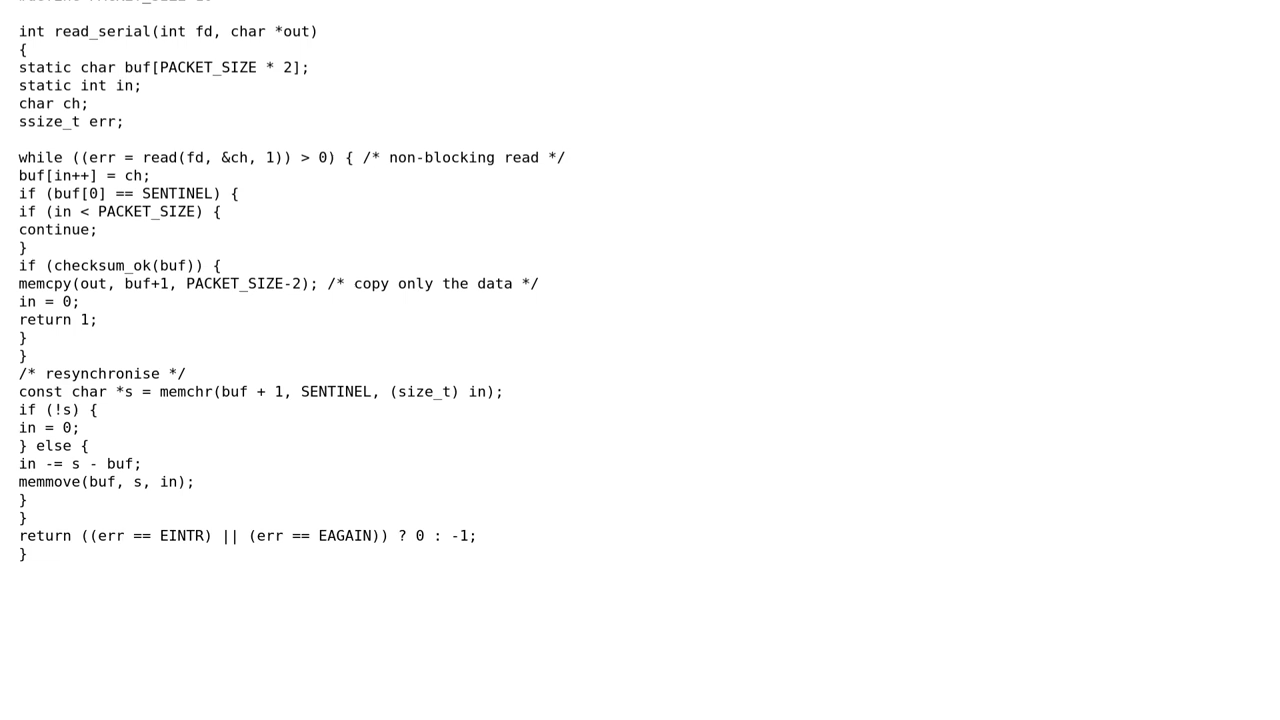 int read_serial(int fd, char *out)
{
static char buf[PACKET_SIZE * 2];
static int in;
char ch;
ssize_t err;

while ((err = read(fd, &ch, 1)) > 0) { /* non-blocking read */
buf[in++] = ch;
if (buf[0] == SENTINEL) {
if (in < PACKET_SIZE) {
continue;
}
if (checksum_ok(buf)) {
memcpy(out, buf+1, PACKET_SIZE-2); /* copy only the data */
in = 0;
return 1;
}
}
/* resynchronise */
const char *s = memchr(buf + 1, SENTINEL, (size_t) in);
if (!s) {
in = 0;
} else {
in -= s - buf;
memmove(buf, s, in);
}
}
return ((err == EINTR) || (err == EAGAIN)) ? 0 : -1;
}